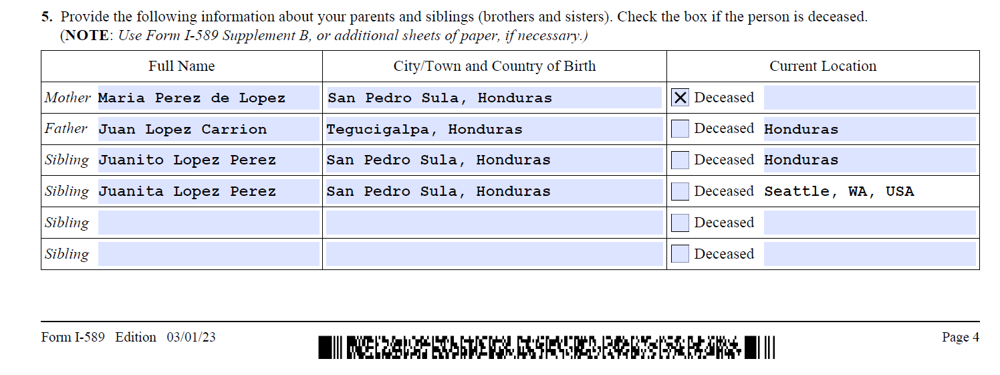 5. Provide the following information about your parents and siblings (brothers and sisters). Check the box if the person is deceased.
(NOTE: Use Form I-589 Supplement B, or additional sheets of paper, if necessary.)
Full Name City/Town and Country of Birth Current Location
Mother Maria Perez de Lopez San Pedro Sula, Honduras Deceased
Father Juan Lopez Carrion Tegucigalpa, Honduras Deceased Honduras
Sibling Juanito Lopez Perez San Pedro Sula, Honduras Deceased Honduras
Sibling Juanita Lopez Perez San Pedro Sula, Honduras Deceased Seattle, WA, USA
Sibling Deceased
Sibling Deceased
Form I-589 Edition 03/01/23 Page 4